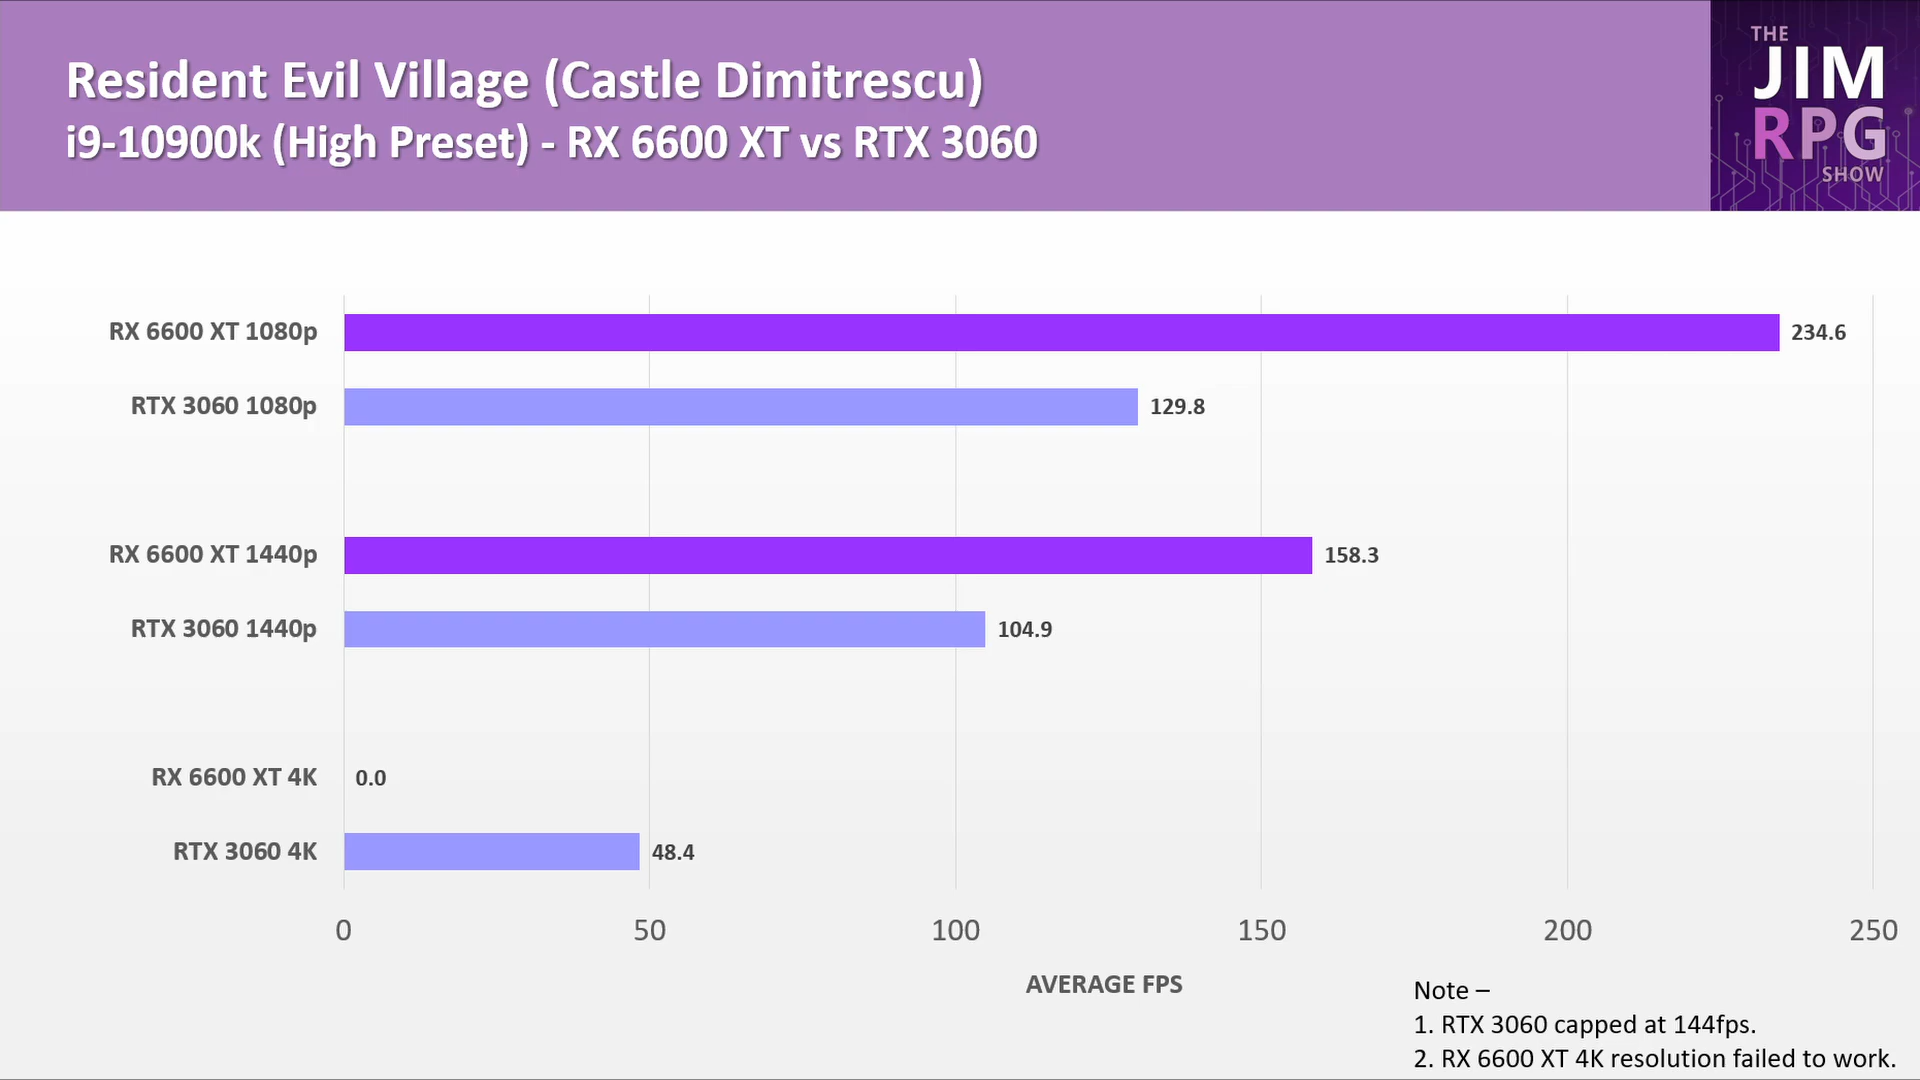 Resident Evil Village (Castle Dimitrescu)
i9-10900k (High Preset) - RX 6600 XT vs RTX 3060
THE
JIM
RPG
SHOW
RX 6600 XT 1080p
234.6
RTX 3060 1080p
129.8
RX 6600 XT 1440p
158.3
RTX 3060 1440p
104.9
RX 6600 XT 4K
0.0
RTX 3060 4K
48.4
0
50
100
150
200
250
AVERAGE FPS
Note –
1. RTX 3060 capped at 144fps.
2. RX 6600 XT 4K resolution failed to work.